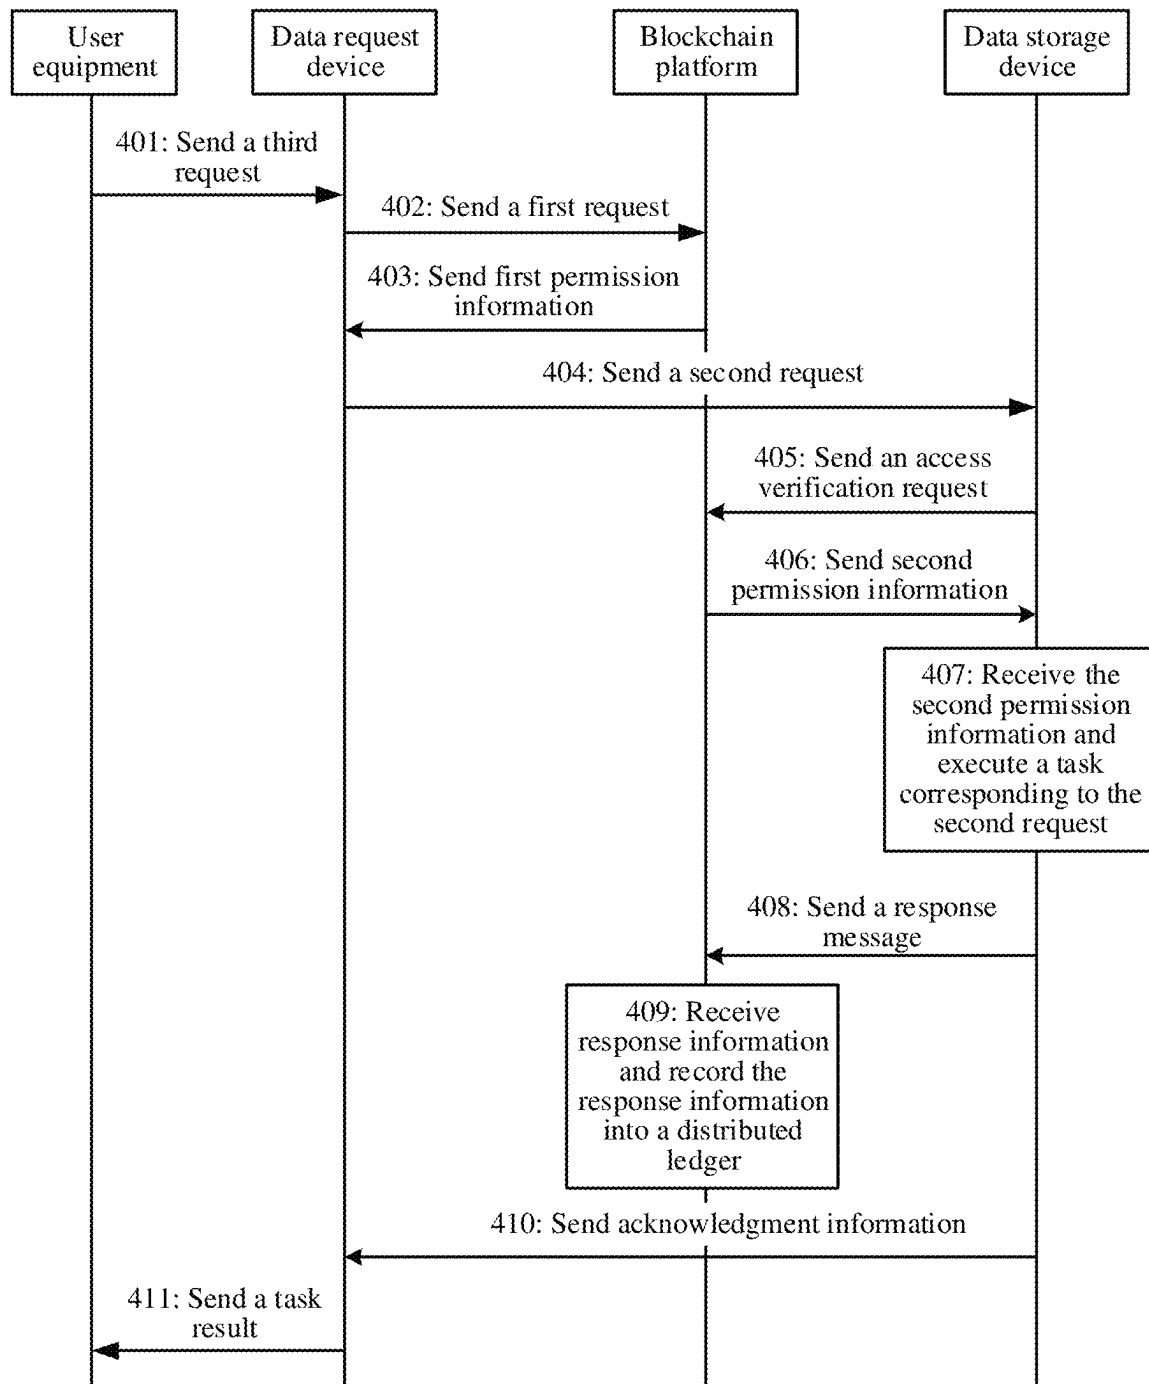 User
equipment
Data request
device
Blockchain
platform
Data storage
device
401: Send a third
request
402: Send a first request
403: Send first permission
information
404: Send a second request
405: Send an access
verification request
406: Send second
permission information
407: Receive the
second permission
information and
execute a task
corresponding to the
second request
408: Send a response
message
409: Receive
response information
and record the
response information
into a distributed
ledger
410: Send acknowledgment information
411: Send a task
result